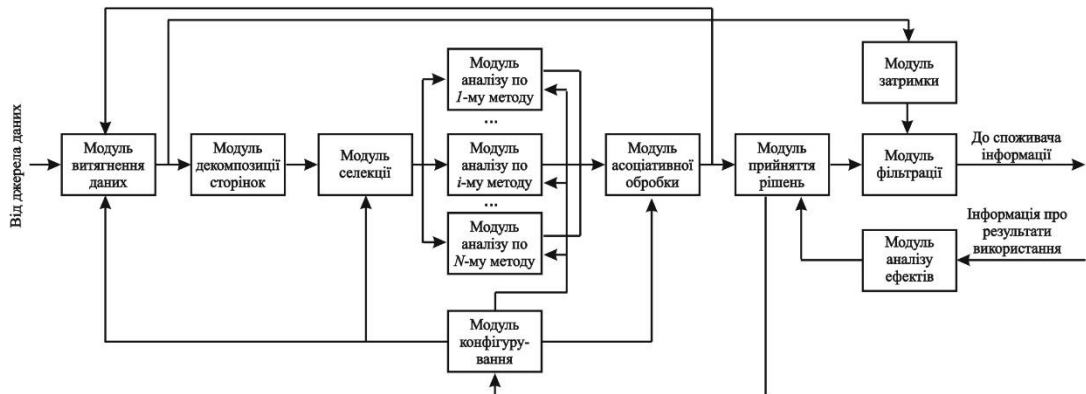 Від джерела даних
Модуль
витягнення
даних
Модуль
декомпозиції
сторінок
Модуль
селекції
Модуль
аналізу по
1-му методу
...
Модуль
аналізу по
i-му методу
...
Модуль
аналізу по
N-му методу
Модуль
конфігуру-
вання
Модуль
асоціативної
обробки
Модуль
прийняття
рішень
Модуль
затримки
Модуль
фільтрації
Модуль
аналізу
ефектів
До споживача
інформації
Інформація про
результати
використання